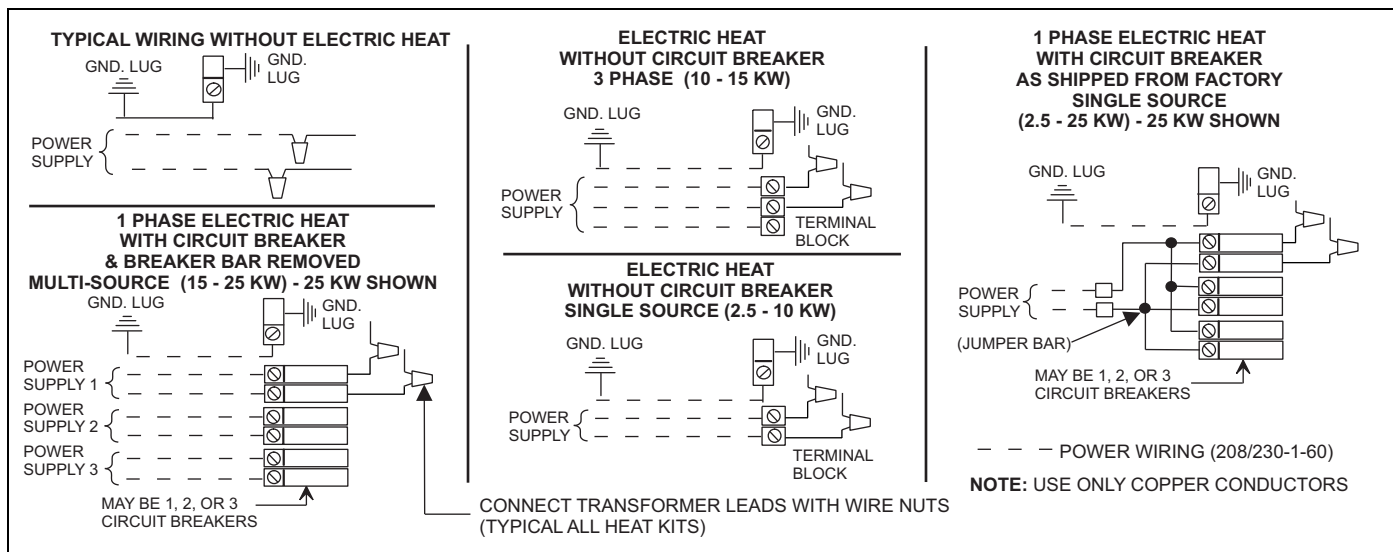 TYPICAL WIRING WITHOUT ELECTRIC HEAT
GND. LUG
GND.
LUG
POWER
SUPPLY
1 PHASE ELECTRIC HEAT
WITH CIRCUIT BREAKER
& BREAKER BAR REMOVED
MULTI-SOURCE (15 - 25 KW) - 25 KW SHOWN
GND. LUG
GND.
LUG
POWER
SUPPLY 1
POWER
SUPPLY 2
POWER
SUPPLY 3
MAY BE 1, 2, OR 3
CIRCUIT BREAKERS
ELECTRIC HEAT
WITHOUT CIRCUIT BREAKER
3 PHASE (10 - 15 KW)
GND. LUG
GND.
LUG
POWER
SUPPLY
TERMINAL
BLOCK
ELECTRIC HEAT
WITHOUT CIRCUIT BREAKER
SINGLE SOURCE (2.5 - 10 KW)
GND. LUG
GND.
LUG
POWER
SUPPLY
TERMINAL
BLOCK
CONNECT TRANSFORMER LEADS WITH WIRE NUTS
(TYPICAL ALL HEAT KITS)
1 PHASE ELECTRIC HEAT
WITH CIRCUIT BREAKER
AS SHIPPED FROM FACTORY
SINGLE SOURCE
(2.5 - 25 KW) - 25 KW SHOWN
GND. LUG
GND.
LUG
POWER
SUPPLY
(JUMPER BAR)
MAY BE 1, 2, OR 3
CIRCUIT BREAKERS
POWER WIRING (208/230-1-60)
NOTE: USE ONLY COPPER CONDUCTORS